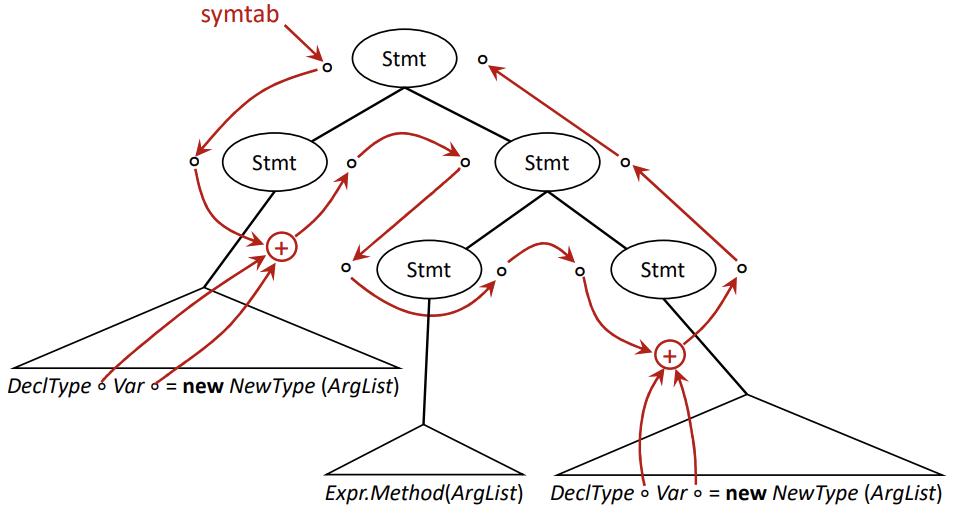 symtab
Stmt
Stmt
Stmt
+
Stmt
Stmt
+
DeclType Var = new NewType (ArgList)
Expr.Method(ArgList)
DeclType Var = new NewType (ArgList)